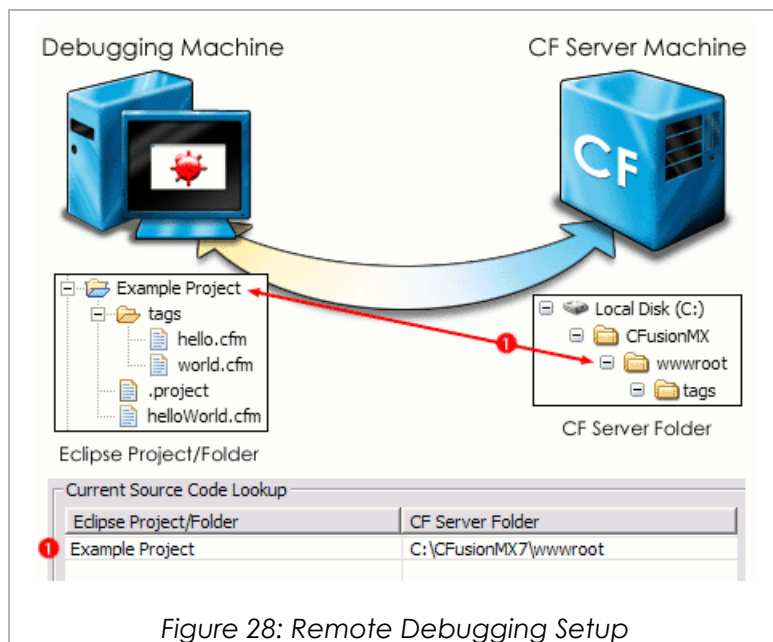 Debugging Machine
CF Server Machine
CF
Example Project
tags
hello.cfm
world.cfm
.project
helloWorld.cfm
Eclipse Project/Folder
1
Local Disk (C:)
CFusionMX
wwwroot
tags
CF Server Folder
Current Source Code Lookup
Eclipse Project/Folder CF Server Folder
1 Example Project C:\CFusionMX7\wwwroot
Figure 28: Remote Debugging Setup